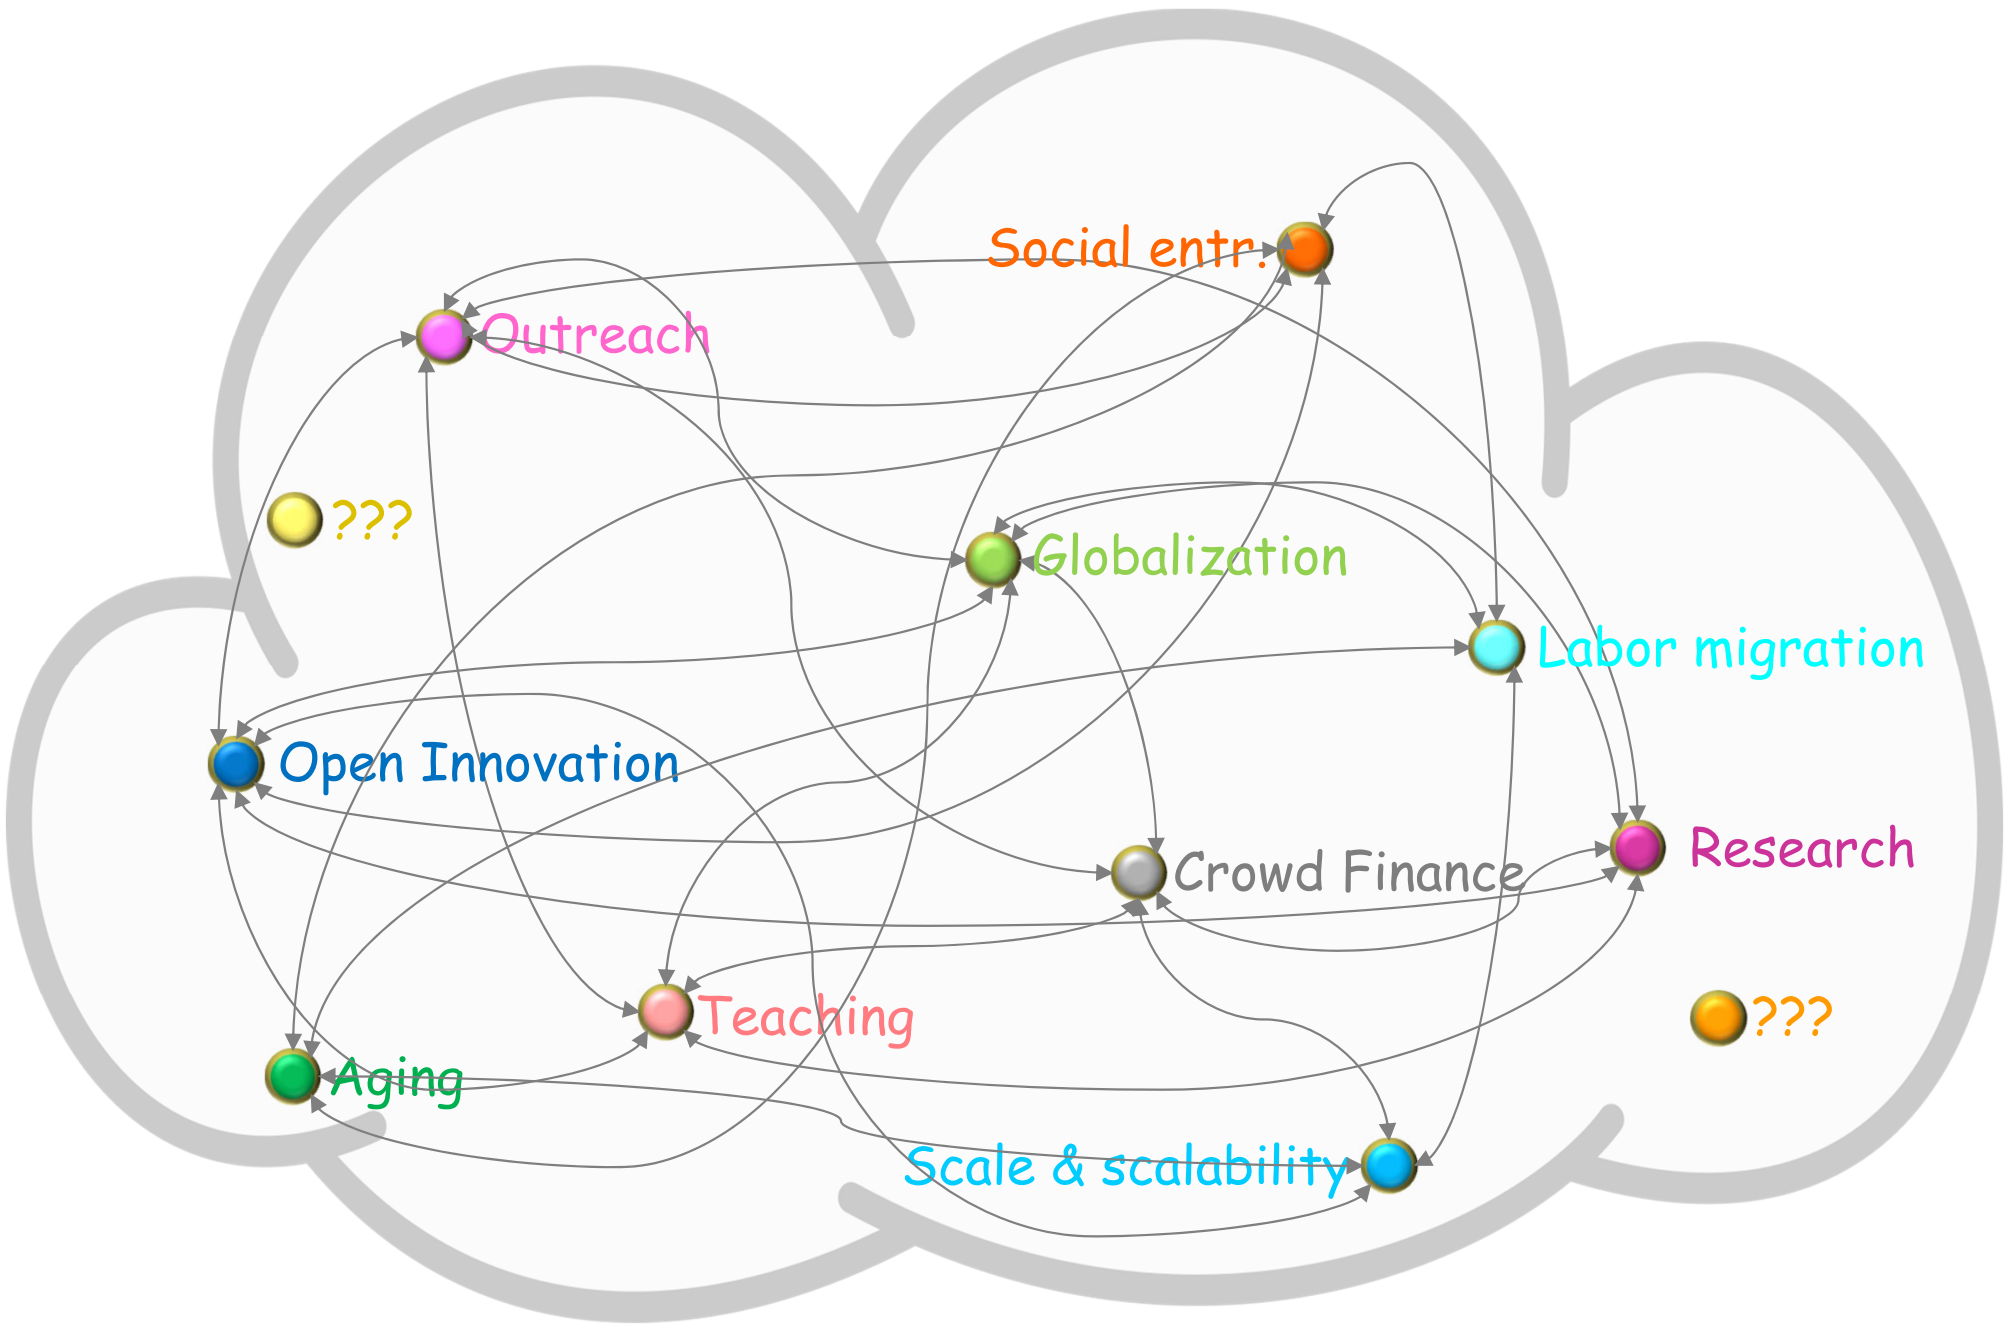 Social entr.
Outreach
???
Globalization
Labor migration
Open Innovation
Research
Crowd Finance
Teaching
???
Aging
Scale & scalability